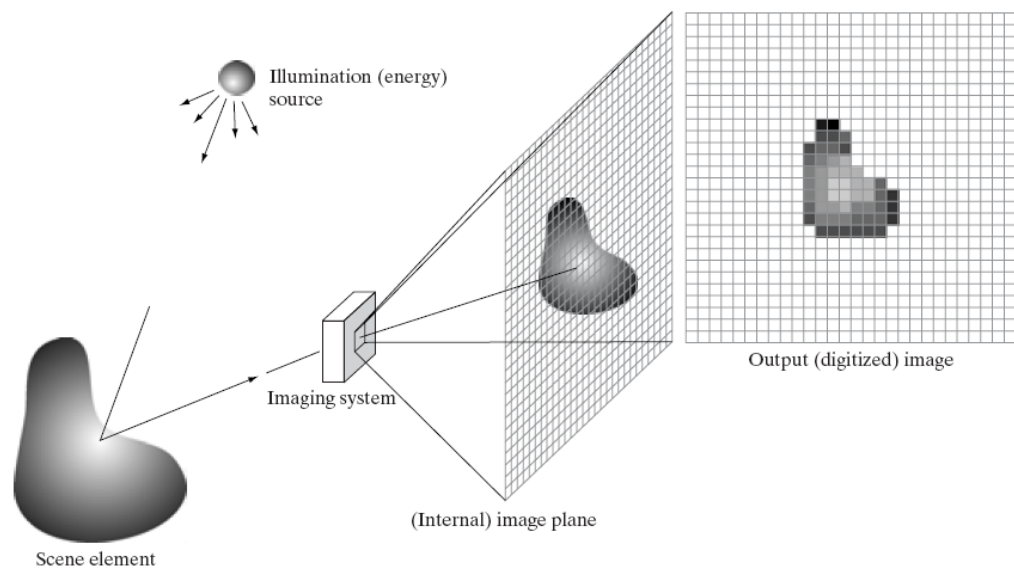 Illumination (energy)
source
Output (digitized) image
Imaging system
(Internal) image plane
Scene element